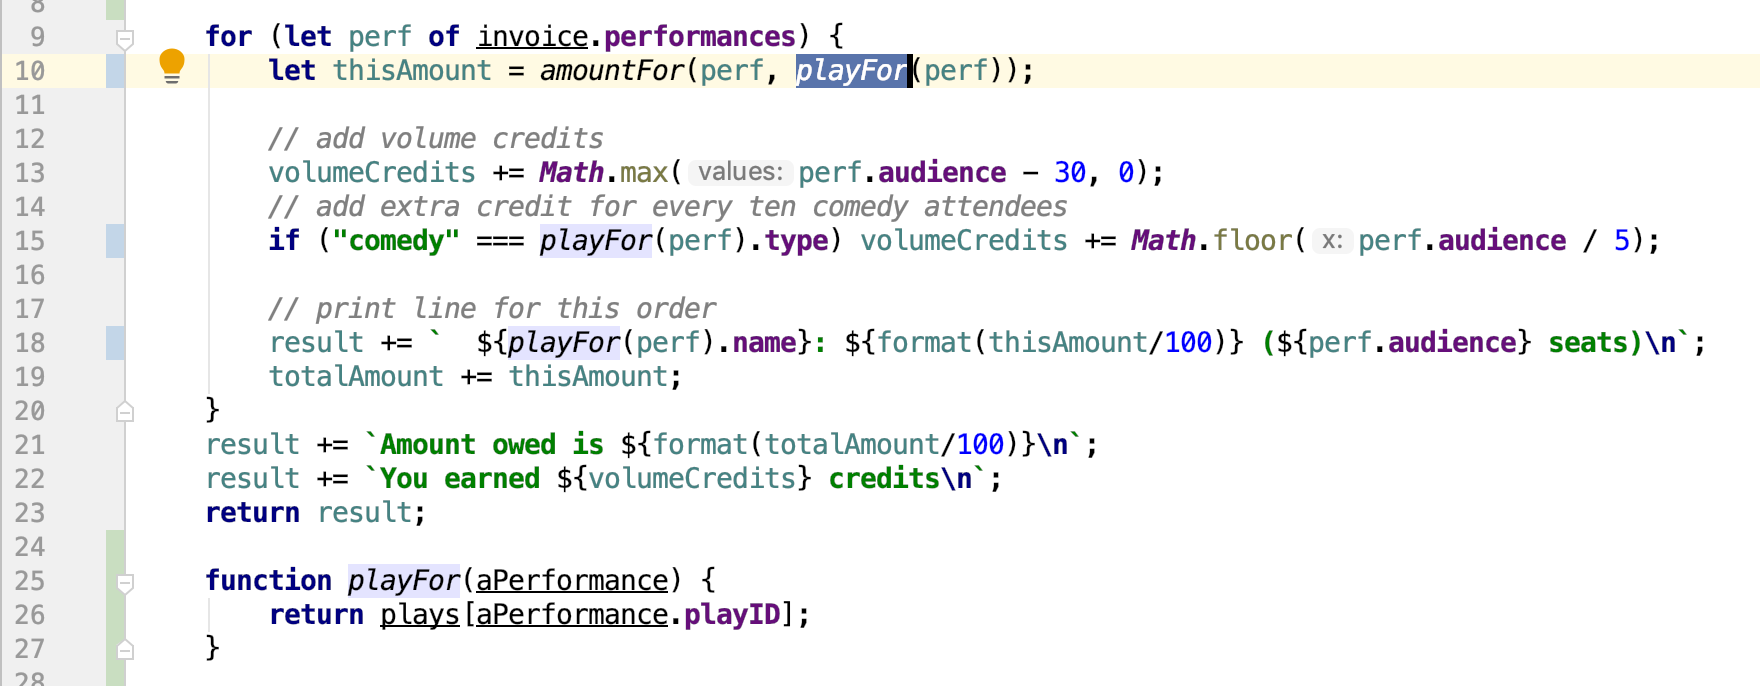 8
9 for (let perf of invoice.performances) {
10 let thisAmount = amountFor(perf, playFor(perf));
11
12 // add volume credits
13 volumeCredits += Math.max( values: perf.audience - 30, 0);
14 // add extra credit for every ten comedy attendees
15 if ("comedy" === playFor(perf).type) volumeCredits += Math.floor( x: perf.audience / 5);
16
17 // print line for this order
18 result += `  ${playFor(perf).name}: ${format(thisAmount/100)} (${perf.audience} seats)\n`;
19 totalAmount += thisAmount;
20 }
21 result += `Amount owed is ${format(totalAmount/100)}\n`;
22 result += `You earned ${volumeCredits} credits\n`;
23 return result;
24
25 function playFor(aPerformance) {
26 return plays[aPerformance.playID];
27 }
28